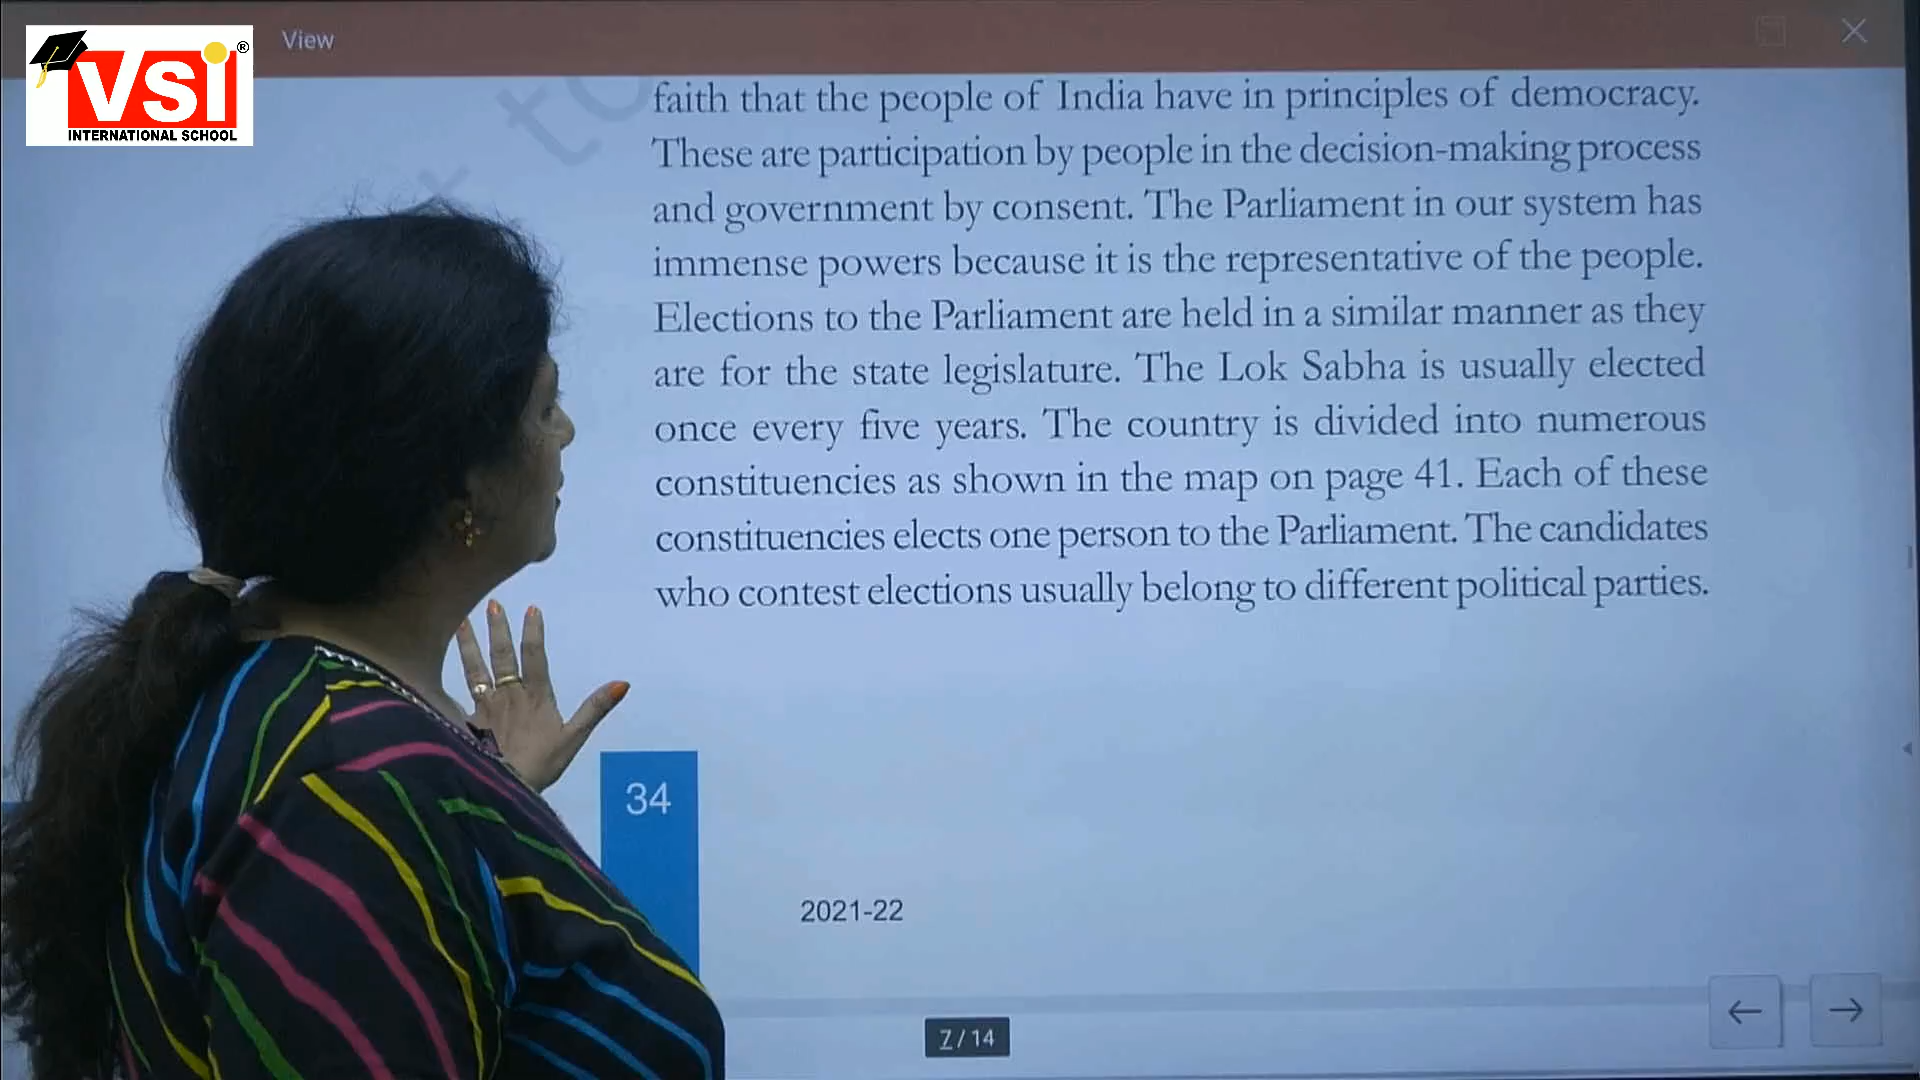 VSI ®
INTERNATIONAL SCHOOL
View
to
faith that the people of India have in principles of democracy.
These are participation by people in the decision-making process
and government by consent. The Parliament in our system has
immense powers because it is the representative of the people.
Elections to the Parliament are held in a similar manner as they
are for the state legislature. The Lok Sabha is usually elected
once every five years. The country is divided into numerous
constituencies as shown in the map on page 41. Each of these
constituencies elects one person to the Parliament. The candidates
who contest elections usually belong to different political parties.
34
2021-22
7/14